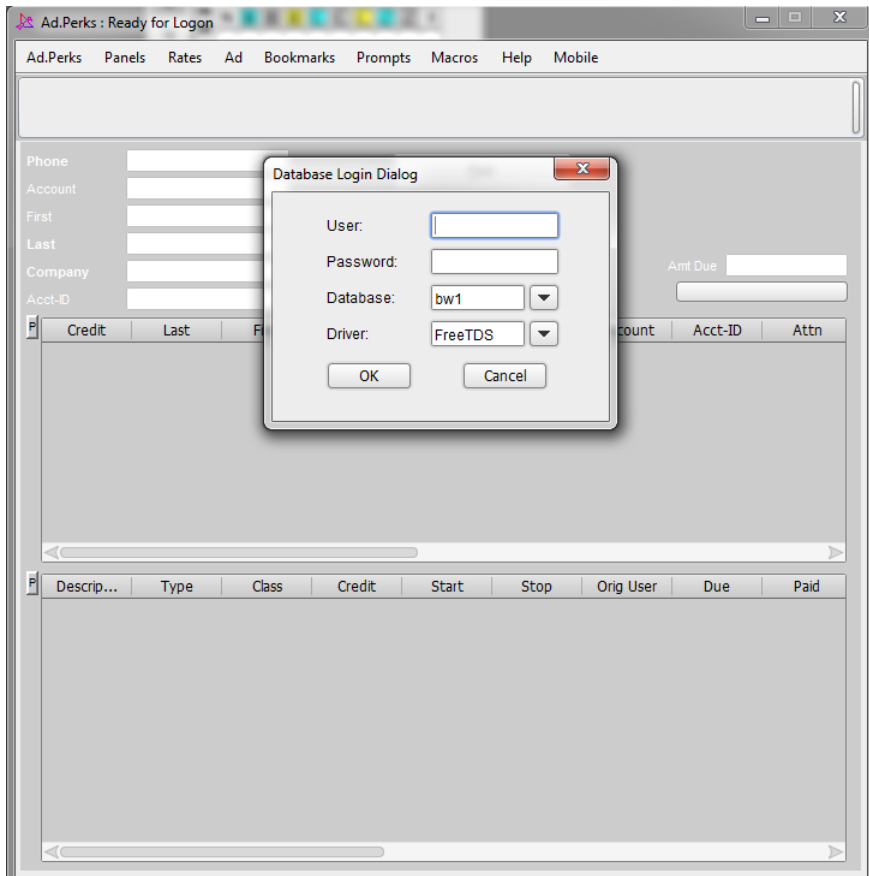 Ad.Perks : Ready for Logon
Ad.Perks Panels Rates Ad Bookmarks Prompts Macros Help Mobile
Database Login Dialog
User:
Password:
Database: bw1
Driver: FreeTDS
OK Cancel
Phone
Account
First
Last
Company
Acct-ID
Amt Due
P Credit Last Fi count Acct-ID Attn
P Descrip... Type Class Credit Start Stop Orig User Due Paid